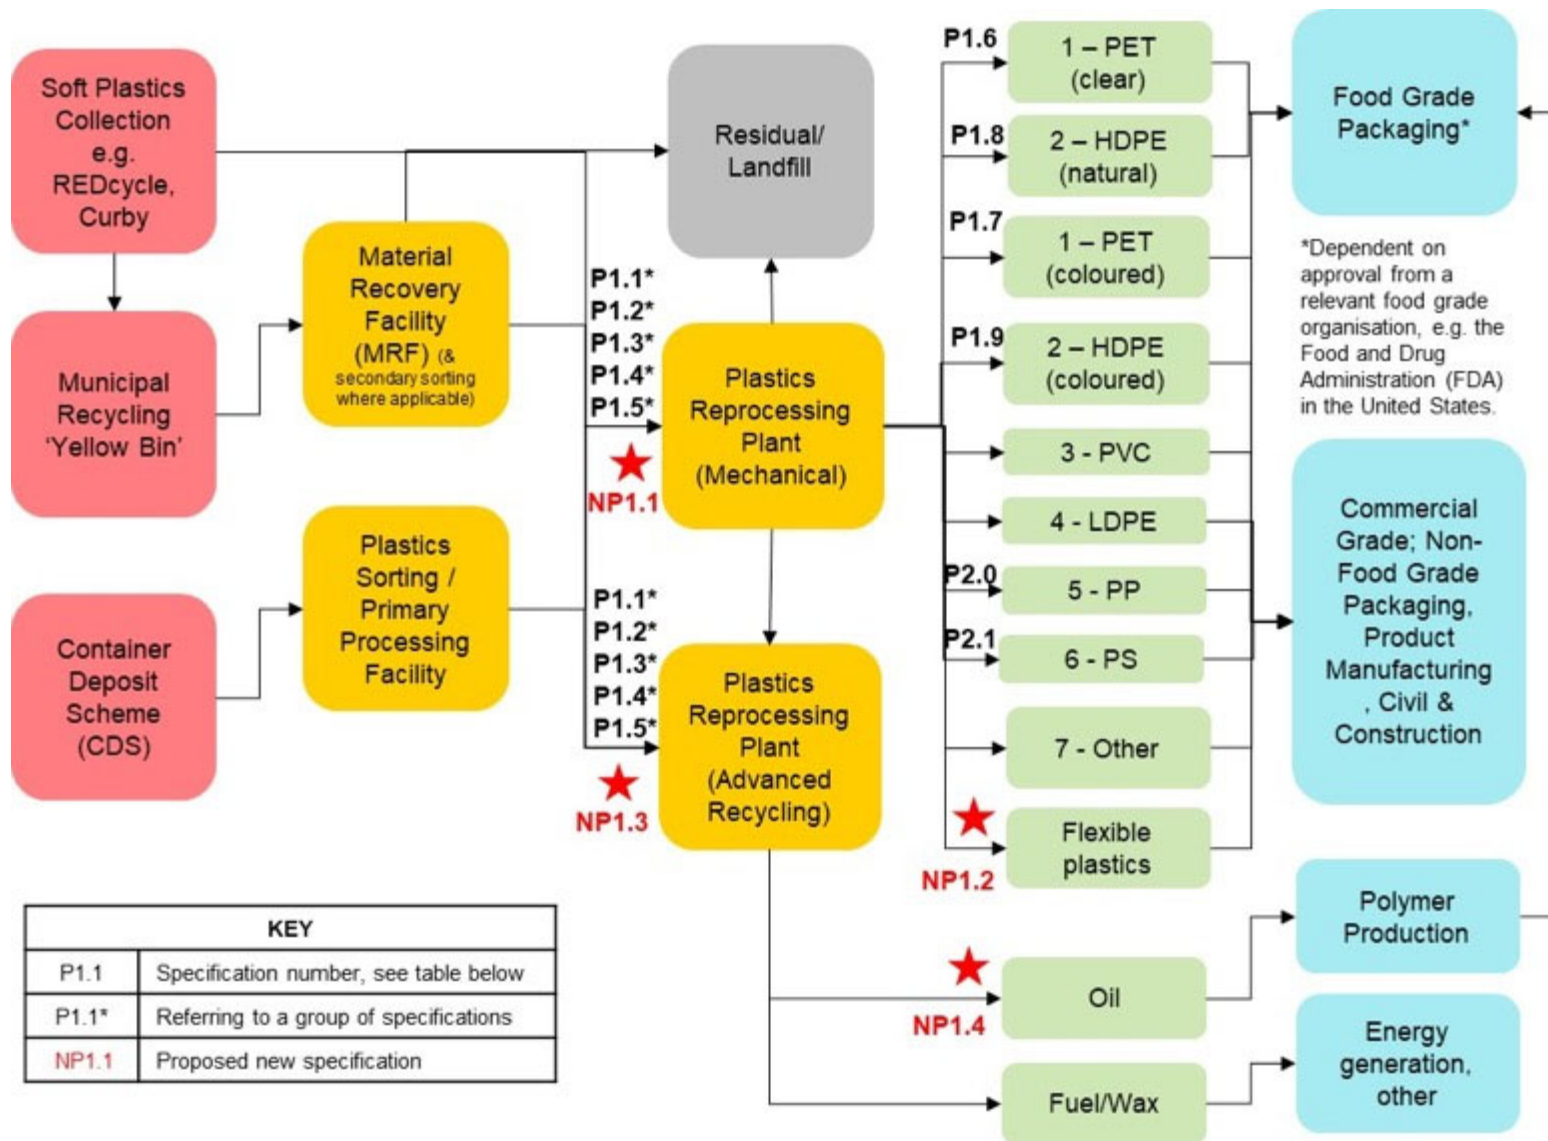 Soft Plastics
Collection
e.g.
REDcycle,
Curby
Municipal
Recycling
‘Yellow Bin’
Container
Deposit
Scheme
(CDS)
Material
Recovery
Facility
(MRF) (&
secondary sorting
where applicable)
Plastics
Sorting /
Primary
Processing
Facility
Residual/
Landfill
P1.1*
P1.2*
P1.3*
P1.4*
P1.5*
NP1.1
Plastics
Reprocessing
Plant
(Mechanical)
P1.1*
P1.2*
P1.3*
P1.4*
P1.5*
NP1.3
Plastics
Reprocessing
Plant
(Advanced
Recycling)
P1.6
1 – PET
(clear)
P1.8
2 – HDPE
(natural)
P1.7
1 – PET
(coloured)
P1.9
2 – HDPE
(coloured)
3 - PVC
4 - LDPE
P2.0
5 - PP
P2.1
6 - PS
7 - Other
NP1.2
Flexible
plastics
NP1.4
Oil
Fuel/Wax
Food Grade
Packaging*
*Dependent on
approval from a
relevant food grade
organisation, e.g. the
Food and Drug
Administration (FDA)
in the United States.
Commercial
Grade; Non-
Food Grade
Packaging,
Product
Manufacturing
, Civil &
Construction
Polymer
Production
Energy
generation,
other
KEY
P1.1 Specification number, see table below
P1.1* Referring to a group of specifications
NP1.1 Proposed new specification